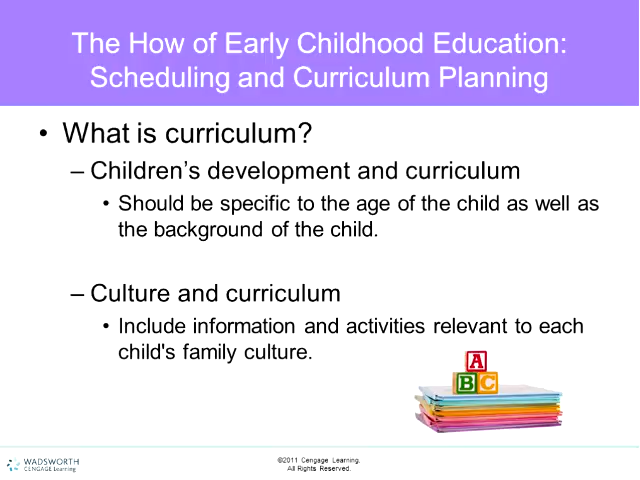 The How of Early Childhood Education:
Scheduling and Curriculum Planning
• What is curriculum?
– Children’s development and curriculum
• Should be specific to the age of the child as well as
the background of the child.
– Culture and curriculum
• Include information and activities relevant to each
child's family culture.
A
B C
WADSWORTH
CENGAGE Learning
©2011 Cengage Learning.
All Rights Reserved.